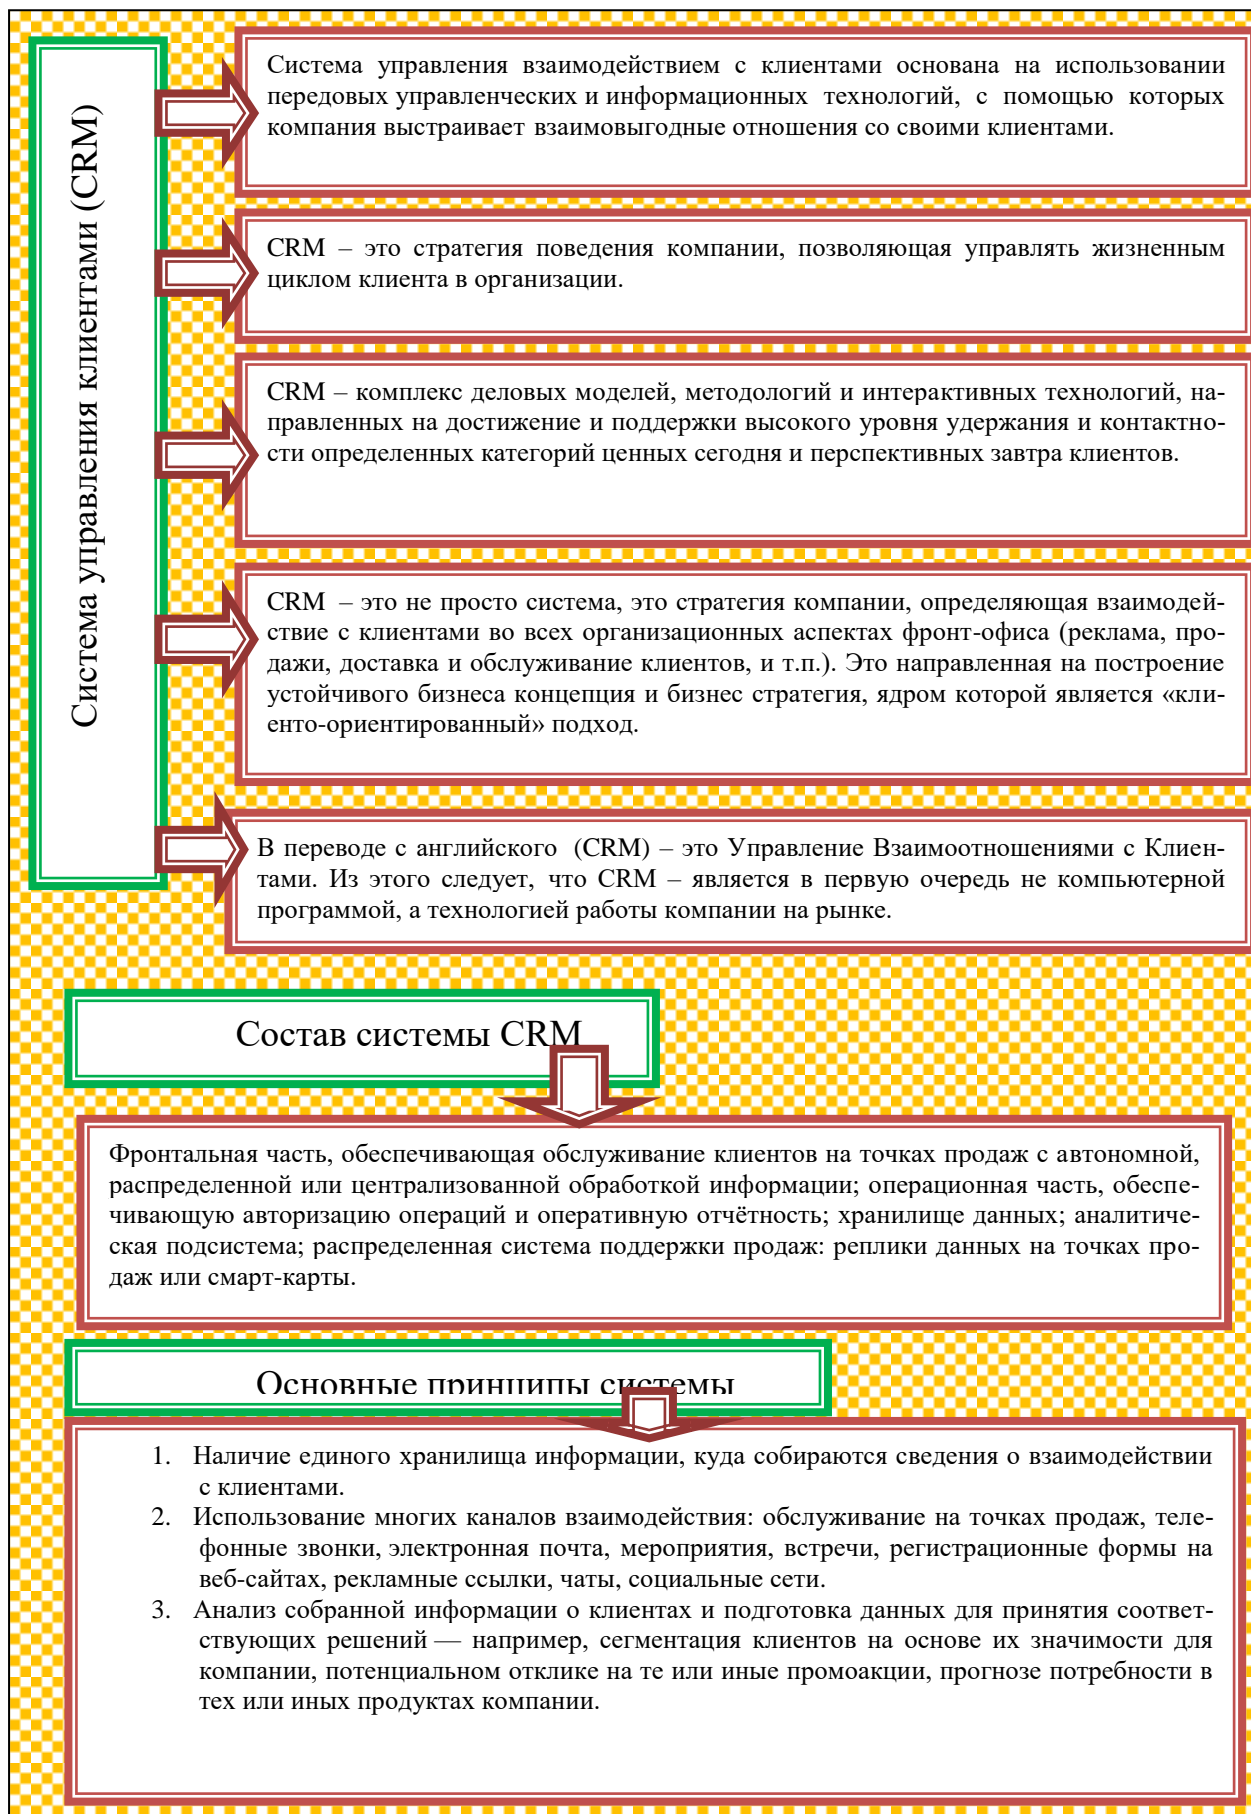 Система управления клиентами (CRM)
Система управления взаимодействием с клиентами основана на использовании
передовых управленческих и информационных технологий, с помощью которых
компания выстраивает взаимовыгодные отношения со своими клиентами.
CRM – это стратегия поведения компании, позволяющая управлять жизненным
циклом клиента в организации.
CRM – комплекс деловых моделей, методологий и интерактивных технологий, на-
правленных на достижение и поддержки высокого уровня удержания и контактно-
сти определенных категорий ценных сегодня и перспективных завтра клиентов.
CRM – это не просто система, это стратегия компании, определяющая взаимодей-
ствие с клиентами во всех организационных аспектах фронт-офиса (реклама, про-
дажи, доставка и обслуживание клиентов, и т.п.). Это направленная на построение
устойчивого бизнеса концепция и бизнес стратегия, ядром которой является «кли-
енто-ориентированный» подход.
В переводе с английского (CRM) – это Управление Взаимоотношениями с Клиен-
тами. Из этого следует, что CRM – является в первую очередь не компьютерной
программой, а технологией работы компании на рынке.
Состав системы CRM
Фронтальная часть, обеспечивающая обслуживание клиентов на точках продаж с автономной,
распределенной или централизованной обработкой информации; операционная часть, обеспе-
чивающую авторизацию операций и оперативную отчётность; хранилище данных; аналитиче-
ская подсистема; распределенная система поддержки продаж: реплики данных на точках про-
даж или смарт-карты.
Основные принципы системы
1. Наличие единого хранилища информации, куда собираются сведения о взаимодействии
с клиентами.
2. Использование многих каналов взаимодействия: обслуживание на точках продаж, теле-
фонные звонки, электронная почта, мероприятия, встречи, регистрационные формы на
веб-сайтах, рекламные ссылки, чаты, социальные сети.
3. Анализ собранной информации о клиентах и подготовка данных для принятия соответ-
ствующих решений — например, сегментация клиентов на основе их значимости для
компании, потенциальном отклике на те или иные промоакции, прогнозе потребности в
тех или иных продуктах компании.